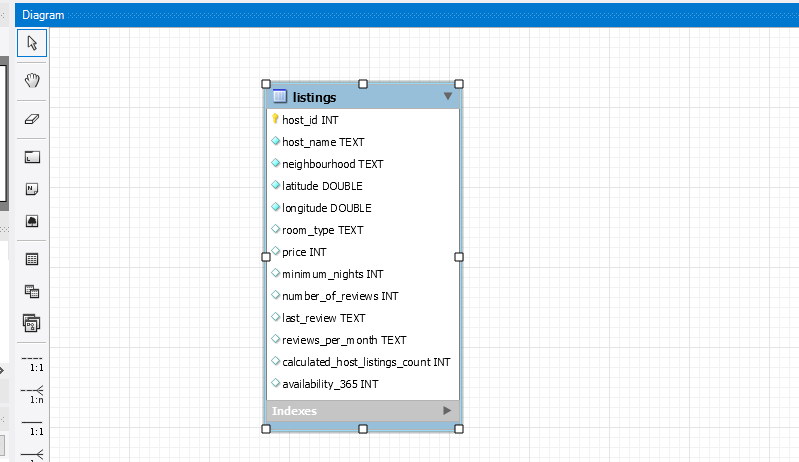 Diagram
listings
host_id INT
host_name TEXT
neighbourhood TEXT
latitude DOUBLE
longitude DOUBLE
room_type TEXT
price INT
minimum_nights INT
number_of_reviews INT
last_review TEXT
reviews_per_month TEXT
calculated_host_listings_count INT
availability_365 INT
Indexes
1:1
1:n
1:1